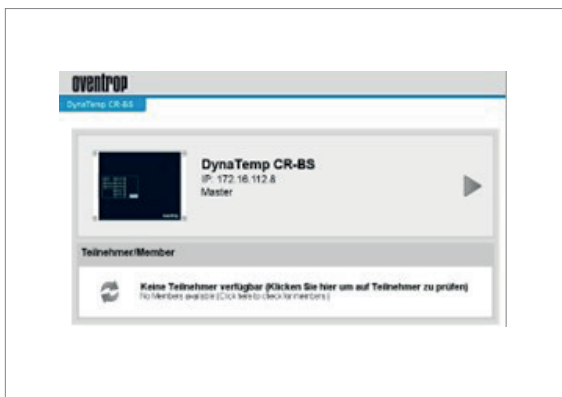 oventrop
DynaTemp CR-BS
DynaTemp CR-BS
IP: 172.16.112.8
Master
Teilnehmer/Member
Keine Teilnehmer verfügbar (Klicken Sie hier um auf Teilnehmer zu prüfen)
No Members available (Click here to check for members.)